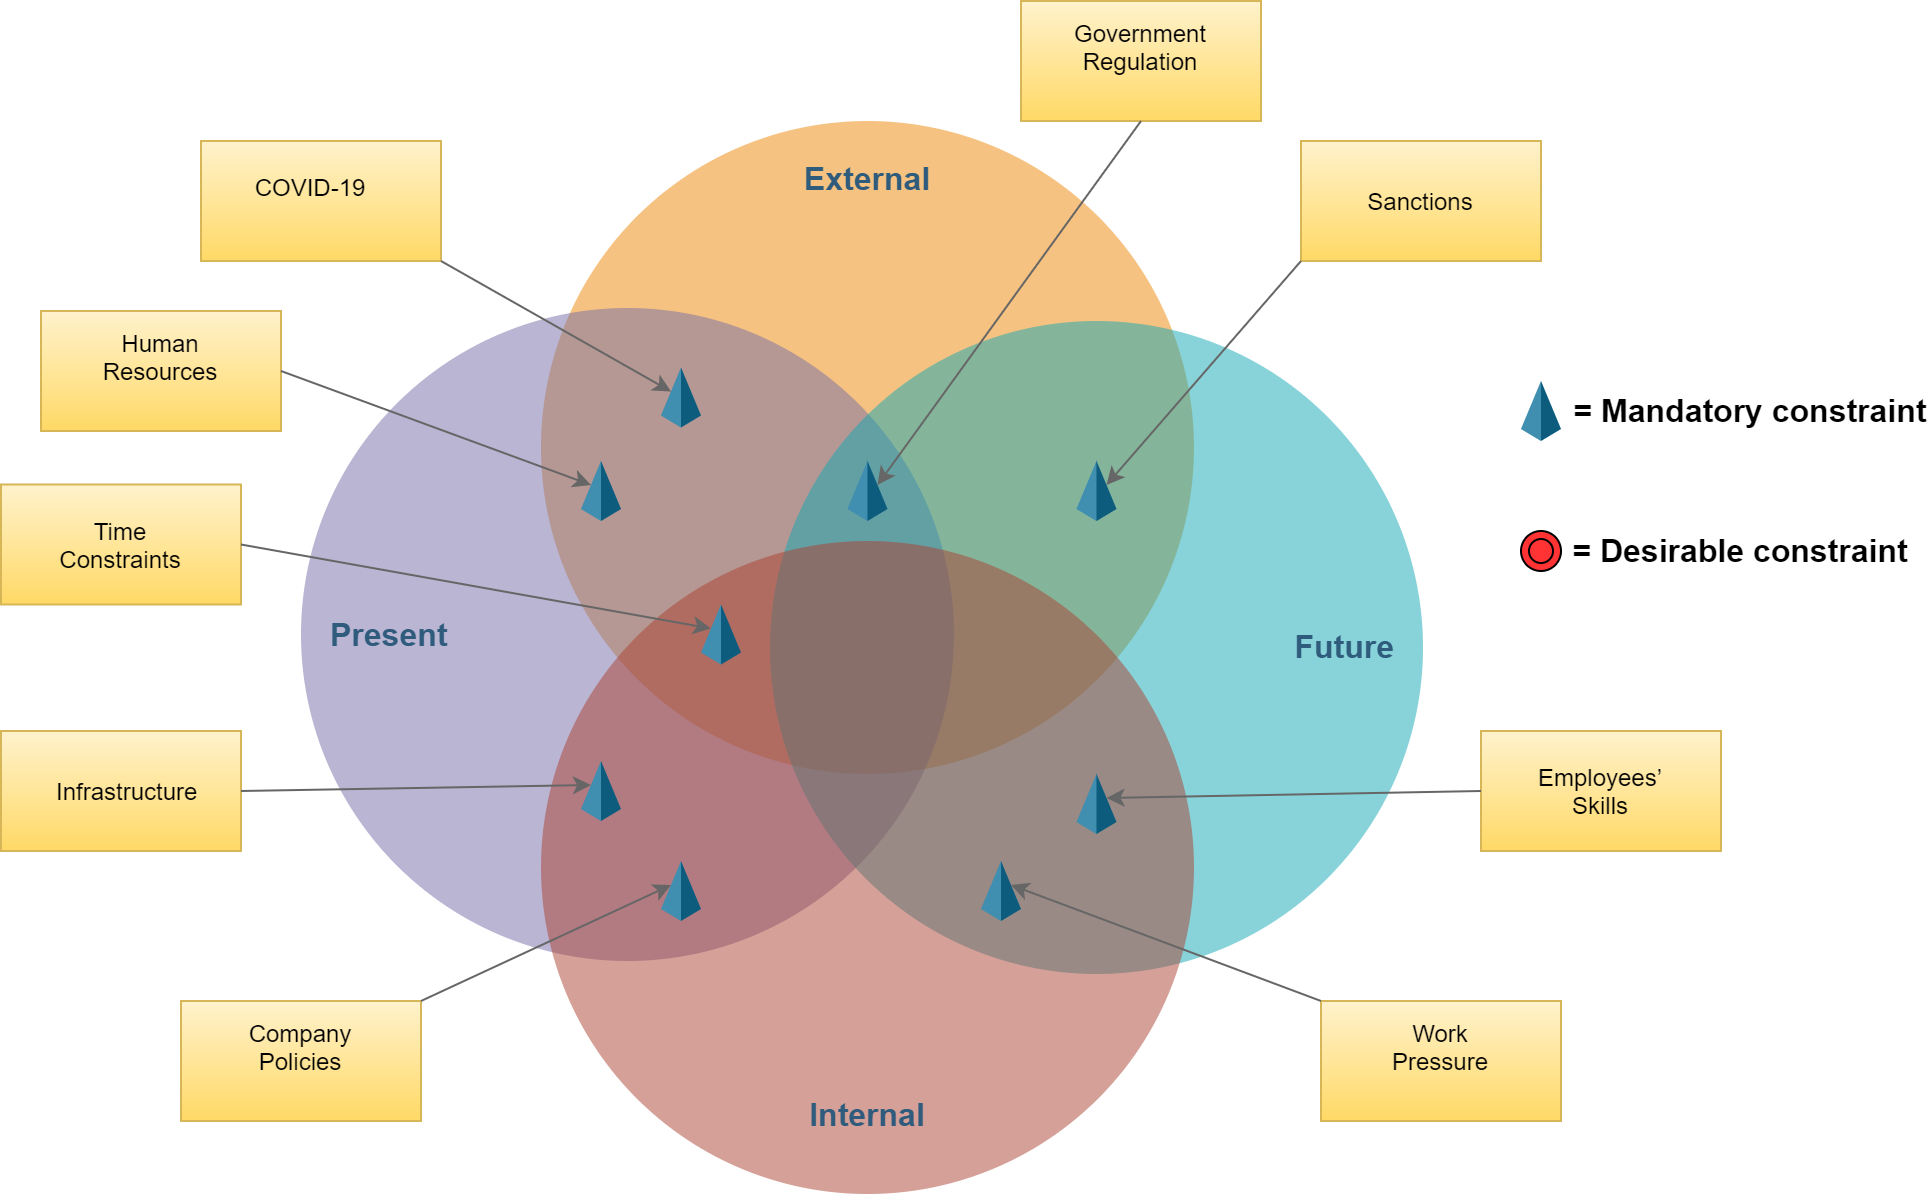 Government
Regulation
External
COVID-19
Sanctions
Human
Resources
= Mandatory constraint
Time
Constraints
= Desirable constraint
Present
Future
Infrastructure
Employees’
Skills
Company
Policies
Work
Pressure
Internal